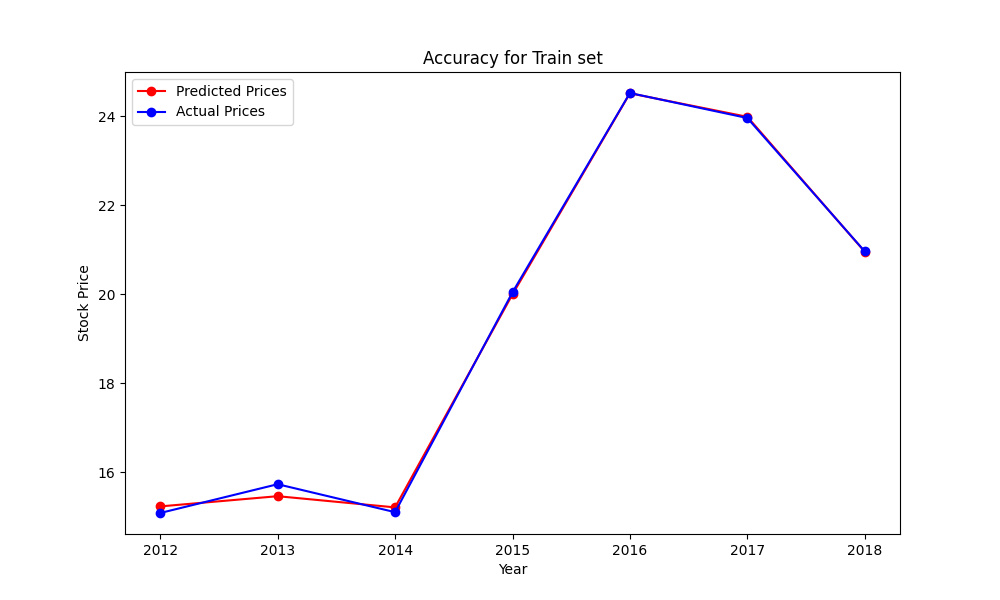 Accuracy for Train set
Predicted Prices
Actual Prices
24
22
20
18
16
Stock Price
2012 2013 2014 2015 2016 2017 2018
Year